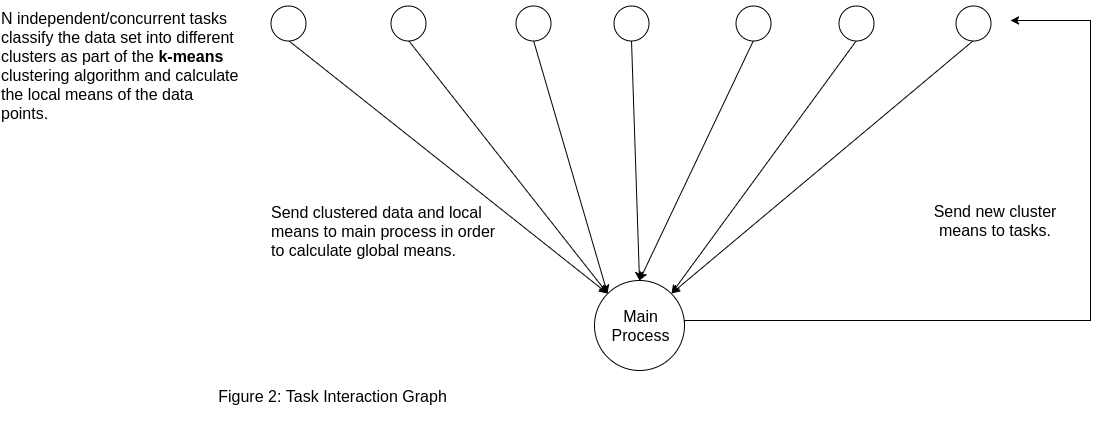 N independent/concurrent tasks
classify the data set into different
clusters as part of the k-means
clustering algorithm and calculate
the local means of the data
points.
Send clustered data and local
means to main process in order
to calculate global means.
Send new cluster
means to tasks.
Main
Process
Figure 2: Task Interaction Graph